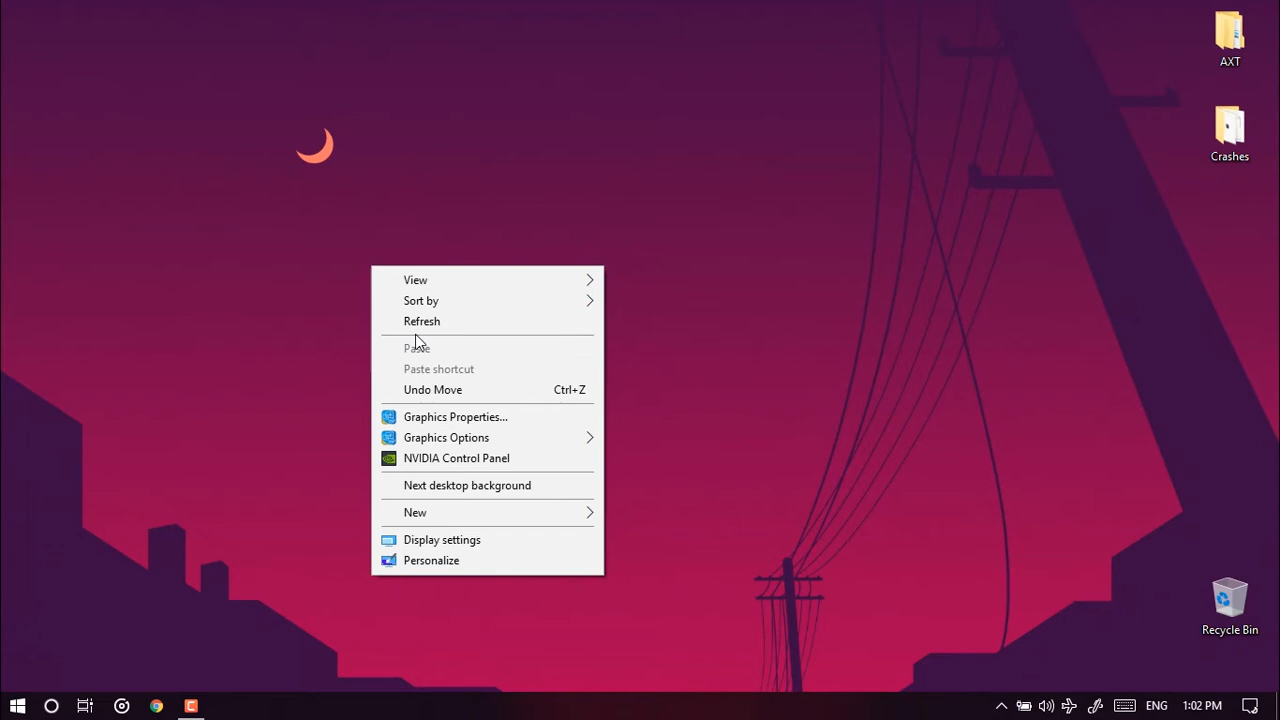 AXT
Crashes
View
Sort by
Refresh
Paste
Paste shortcut
Undo Move Ctrl+Z
Graphics Properties...
Graphics Options
NVIDIA Control Panel
Next desktop background
New
Display settings
Personalize
Recycle Bin
ENG 1:02 PM